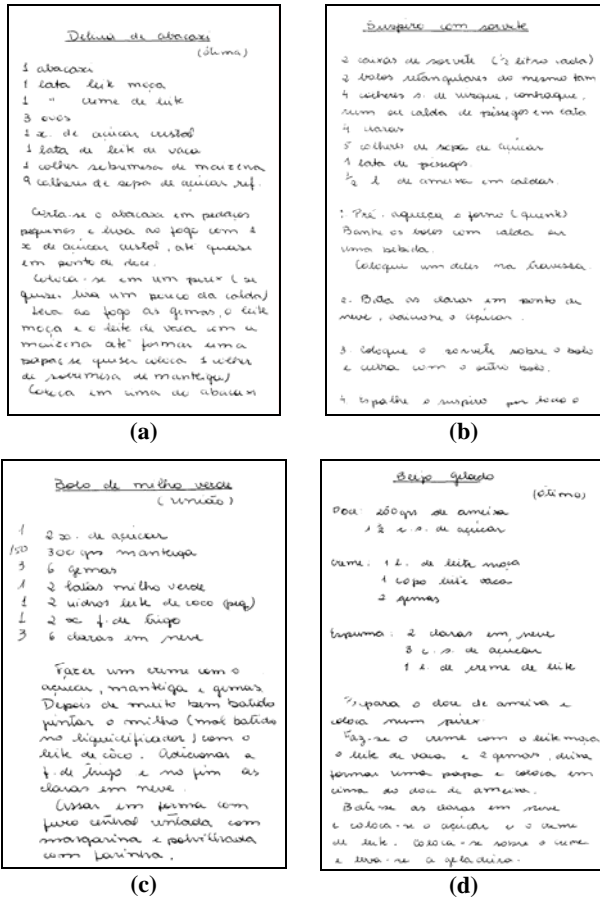 Delícia de abacaxi
(ótima)
1 abacaxi
1 lata leite moça
1 " creme de leite
3 ovos
1 x. de açúcar cristal
1 lata de leite de vaca
1 colher sobremesa de maizena
9 colheres de sopa de açúcar ref.
Corta-se o abacaxi em pedaços
pequenos e leva ao fogo com 1
x de açúcar cristal, até quase
em ponto de doce.
Coloca-se em um pirex (se
quiser tira um pouco da calda)
Leva ao fogo as gemas, o leite
moça e o leite de vaca com a
maizena até formar uma
papa (se quiser coloca 1 colher
de sobremesa de manteiga)
Coloca em cima do abacaxi
(a)
Suspiro com sorvete
2 caixas de sorvete (½ litro cada)
2 bolos retangulares do mesmo tam
4 colheres s. de uisque, conhaque,
rum ou calda de pêssegos em lata
4 claras
5 colheres de sopa de açúcar
1 lata de pêssegos.
½ l de ameixa em caldas.
1. Pré-aqueça o forno (quente)
Banhe os bolos com calda ou
uma bebida.
Coloque um deles na travessa.
2. Bata as claras em ponto de
neve, adicione o açúcar.
3. Coloque o sorvete sobre o bolo
e cubra com o outro bolo.
4. Espalhe o suspiro por todo o
(b)
Bolo de milho verde
(união)
1 2 x. de açúcar
150 300 grs manteiga
3 6 gemas
1 2 latas milho verde
1 2 vidros leite de coco (peq)
1 2 x f. de trigo
3 6 claras em neve
Fazer um creme com o
açucar, manteiga e gemas
Depois de muito bem batido
juntar o milho (mal batido
no liquidificador) com o
leite de côco. Adicionar a
f. de trigo e no fim as
claras em neve.
Assar em forma com
furo central untada com
margarina e polvilhada
com farinha.
(c)
Beijo gelado
(ótimo)
Doce: 250 grs de ameixa
1 ½ c. s. de açúcar
Creme: 1 l. de leite moça
1 copo leite vaca
2 gemas
Espuma: 2 claras em neve
3 c. s. de açucar
1 l. de creme de leite
para o doce de ameixa e
coloca num pirex.
Faz-se o creme com o leite moça
o leite de vaca e 2 gemas, deixa
formar uma papa e coloca em
cima do doce de ameixa.
Bate-se as claras em neve
e coloca-se o açúcar e o creme
de leite. Coloca-se sobre o creme
e leva-se a geladeira.
(d)